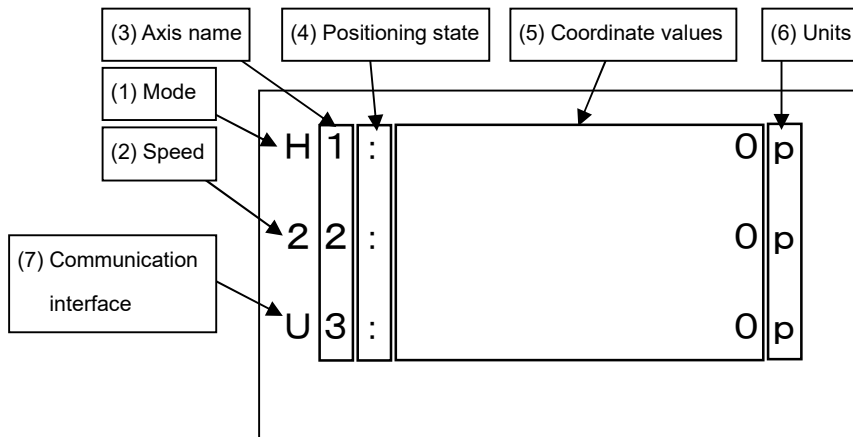 (3) Axis name
(4) Positioning state
(5) Coordinate values
(6) Units
(1) Mode
(2) Speed
(7) Communication
interface
H 1 : 0 p
2 2 : 0 p
U 3 : 0 p